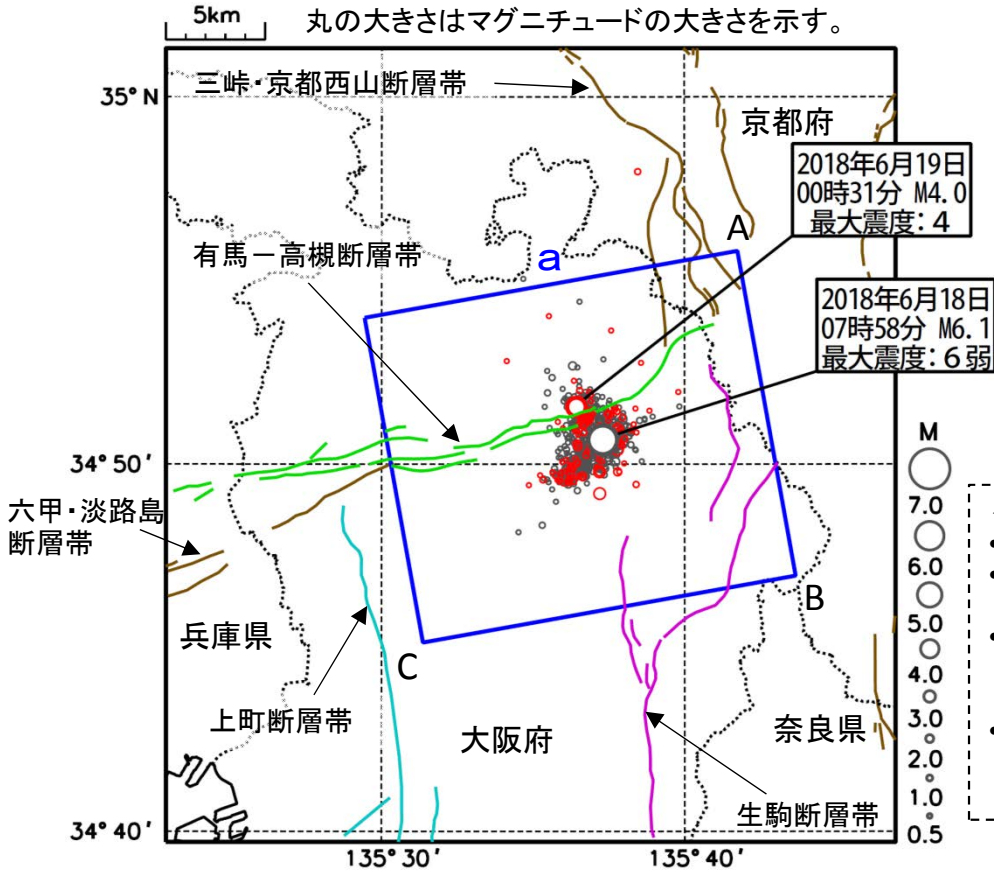 5km
丸の大きさはマグニチュードの大きさを示す。
三峠・京都西山断層帯
35° N
京都府
2018年6月19日
00時31分 M4.0
最大震度:4
A
a
有馬-高槻断層帯
2018年6月18日
07時58分 M6.1
最大震度:6弱
M
34° 50′
7.0
六甲・淡路島
断層帯
6.0
B
5.0
兵庫県
C
4.0
上町断層帯
大阪府
奈良県
3.0
2.0
生駒断層帯
1.0
34° 40′
0.5
135° 30′
135° 40′